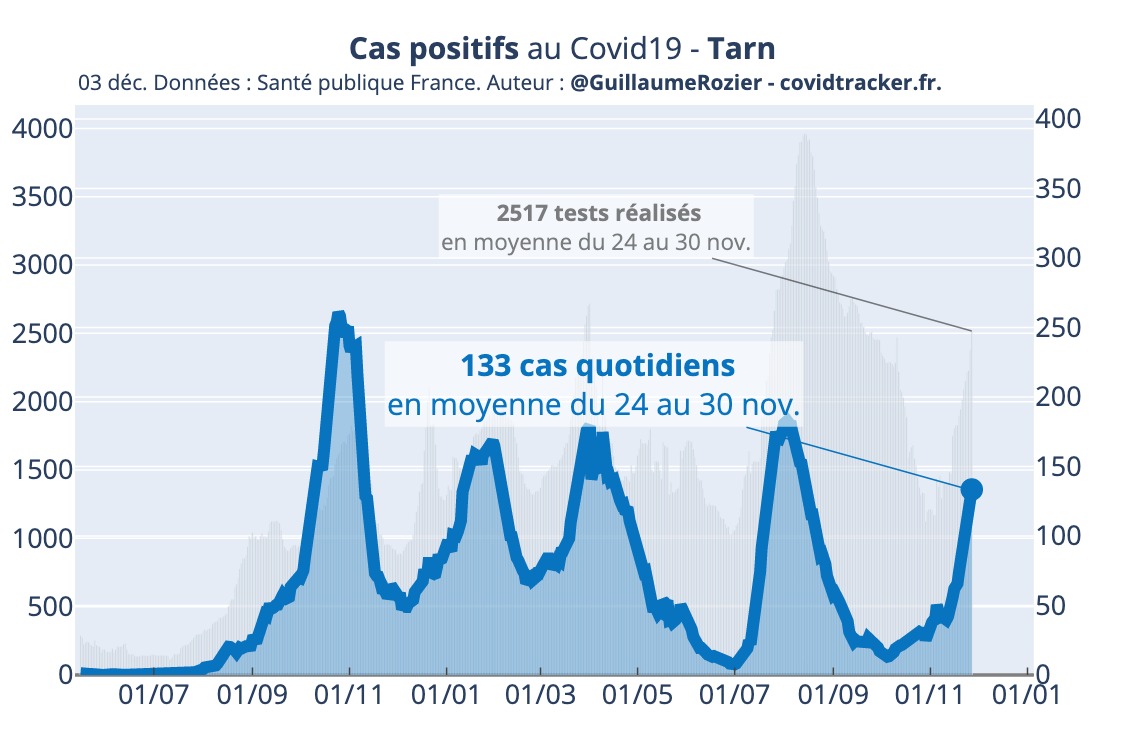 Cas positifs au Covid19 - Tarn
03 déc. Données : Santé publique France. Auteur : @GuillaumeRozier - covidtracker.fr.
4000
3500
3000
2500
2000
1500
1000
500
0
400
350
300
250
200
150
100
50
0
2517 tests réalisés
en moyenne du 24 au 30 nov.
133 cas quotidiens
en moyenne du 24 au 30 nov.
01/07 01/09 01/11 01/01 01/03 01/05 01/07 01/09 01/11 01/01